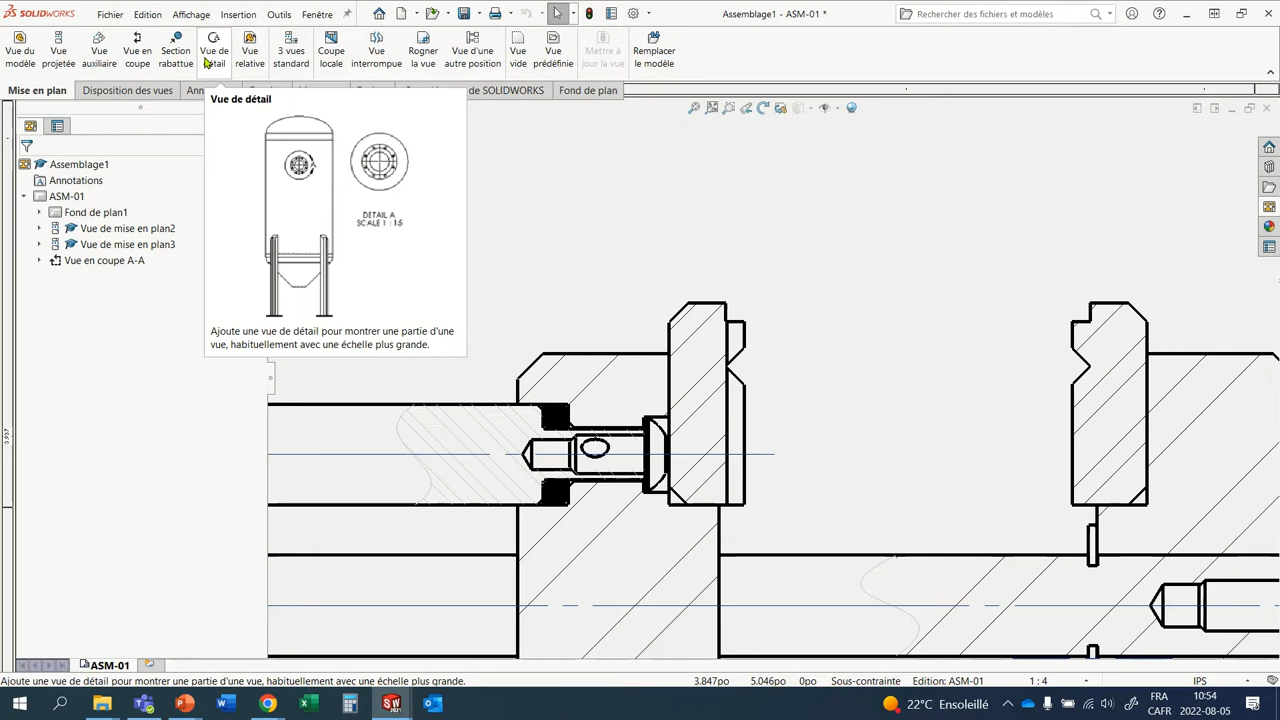 SOLIDWORKS
Fichier Edition Affichage Insertion Outils Fenêtre
Assemblage1 - ASM-01 *
Rechercher des fichiers et modèles
Vue du modèle
Vue projetée
Vue auxiliaire
Vue en coupe
Section rabattue
Vue de détail
Vue relative
3 vues standard
Coupe locale
Vue interrompue
Rogner la vue
Vue d'une autre position
Vue vide
Vue prédéfinie
Mettre à jour la vue
Remplacer le modèle
Mise en plan Disposition des vues Ann de SOLIDWORKS Fond de plan
Vue de détail
DETAIL A
SCALE 1 : 15
Ajoute une vue de détail pour montrer une partie d'une
vue, habituellement avec une échelle plus grande.
Assemblage1
Annotations
ASM-01
Fond de plan1
Vue de mise en plan2
Vue de mise en plan3
Vue en coupe A-A
3,937
ASM-01
Ajoute une vue de détail pour montrer une partie d'une vue, habituellement avec une échelle plus grande.
3.847po 5.046po 0po Sous-contrainte Edition: ASM-01 1 : 4 IPS
22°C Ensoleillé
FRA
CAFR
10:54
2022-08-05